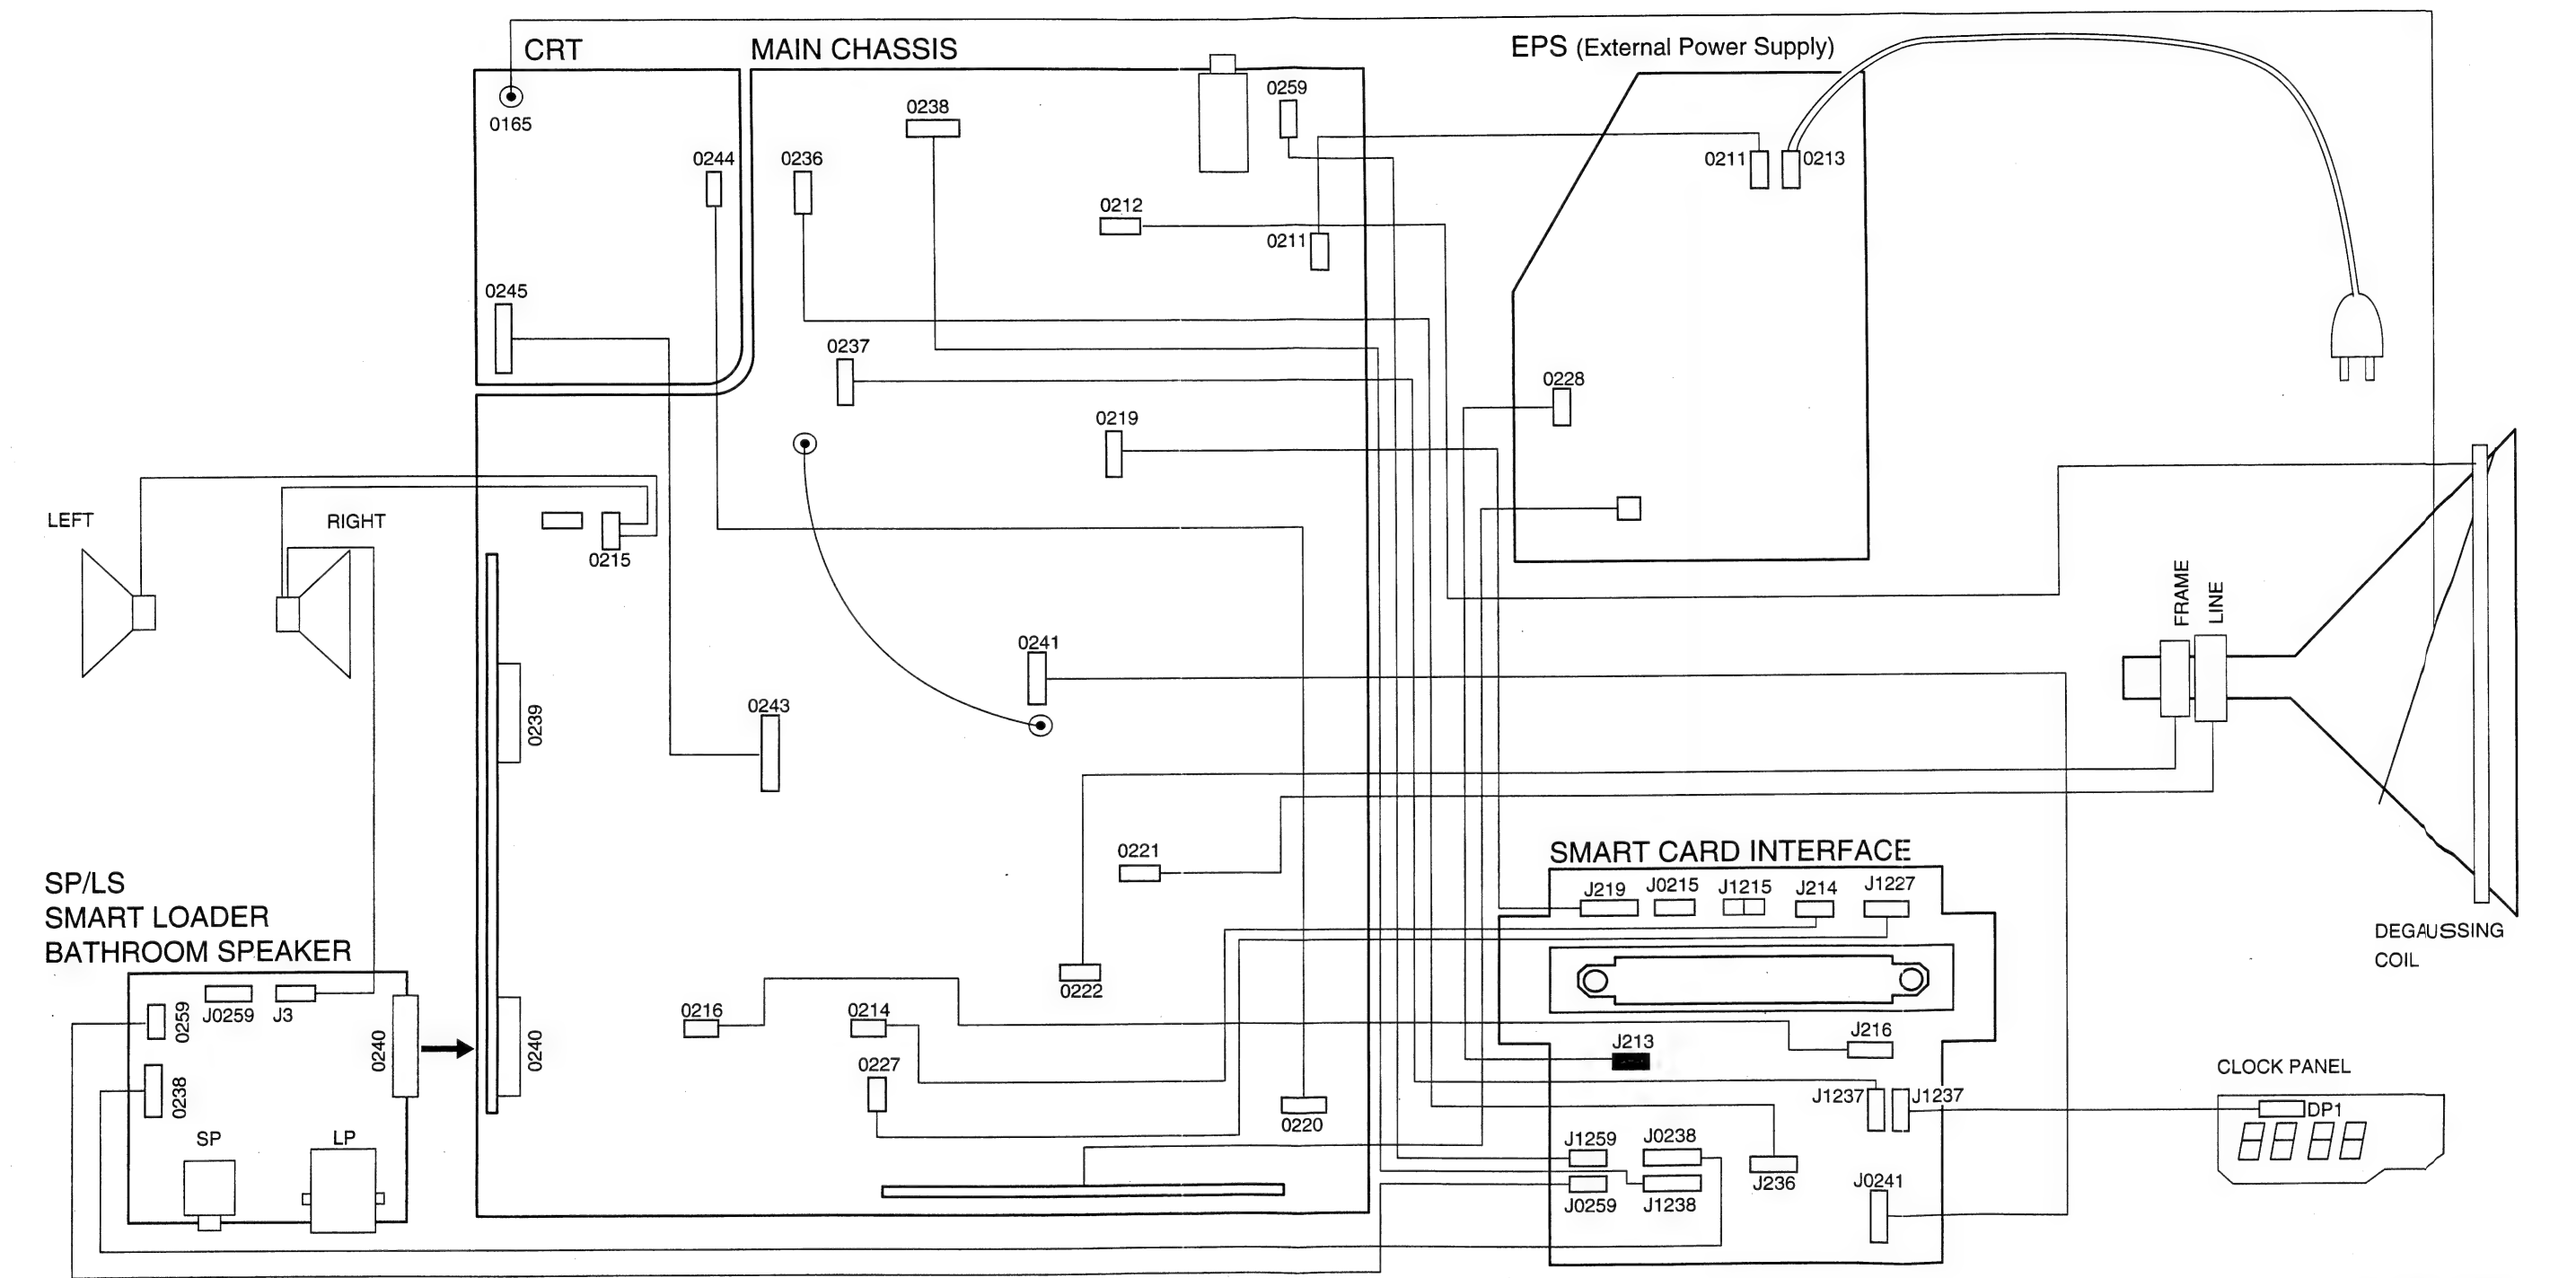 CRT
MAIN CHASSIS
EPS (External Power Supply)
0165
0244
0245
0236
0238
0259
0212
0211
0211
0213
0237
0219
0228
LEFT
RIGHT
0215
0241
0243
0239
FRAME
LINE
0221
0222
0216
0214
0227
0220
0240
SP/LS
SMART LOADER
BATHROOM SPEAKER
0259
J0259
J3
0238
0240
SP
LP
SMART CARD INTERFACE
J219
J0215
J1215
J214
J1227
J213
J216
J1237
J1237
J1259
J0238
J236
J0259
J1238
J0241
DEGAUSSING
COIL
CLOCK PANEL
DP1
8888